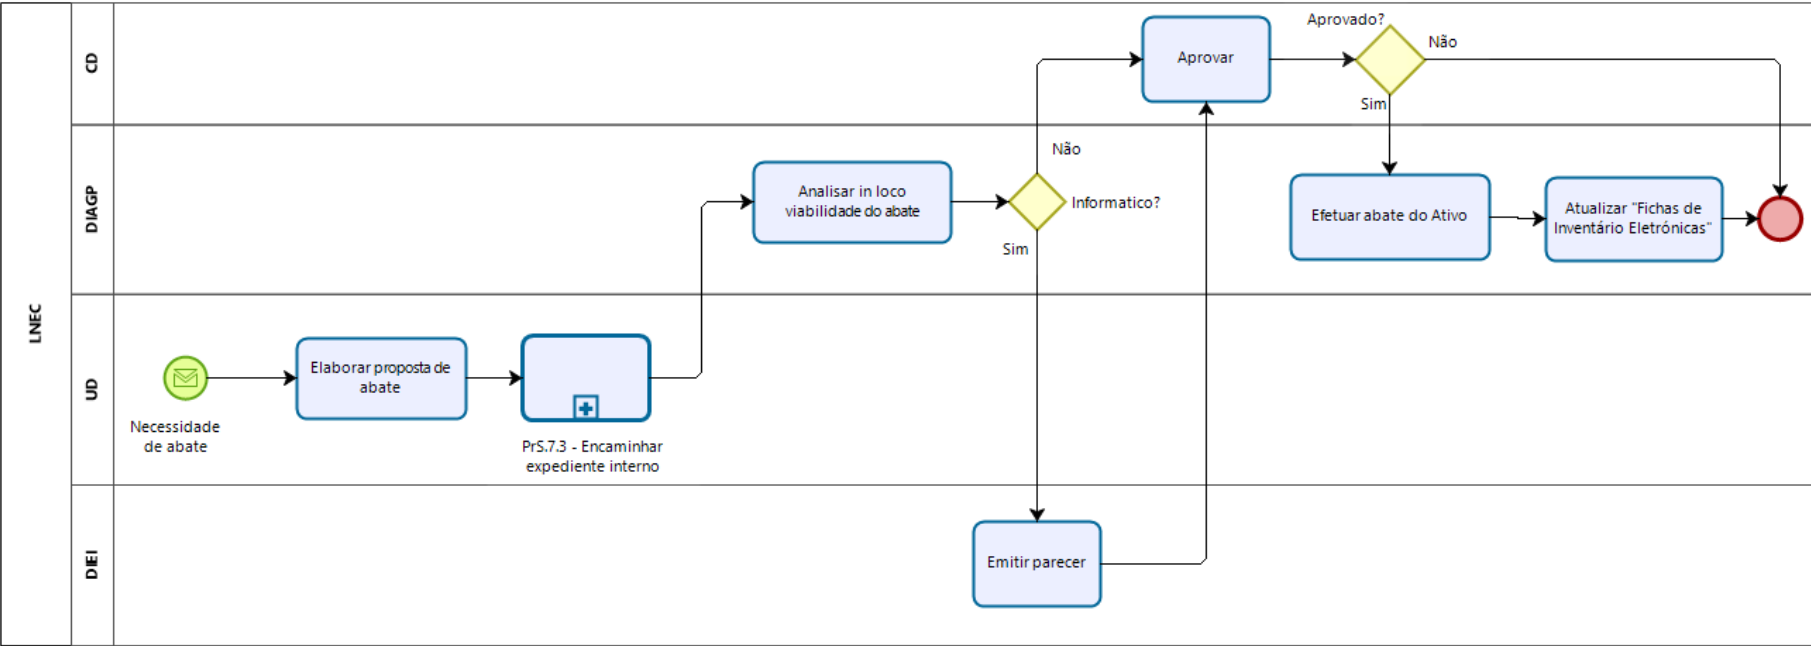 LNEC
CD
Aprovar
Aprovado?
Não
Sim
DIAGP
Analisar in loco
viabilidade do abate
Não
Informatico?
Sim
Efetuar abate do Ativo
Atualizar "Fichas de
Inventário Eletrónicas"
UD
Necessidade
de abate
Elaborar proposta de
abate
PrS.7.3 - Encaminhar
expediente interno
DIEI
Emitir parecer